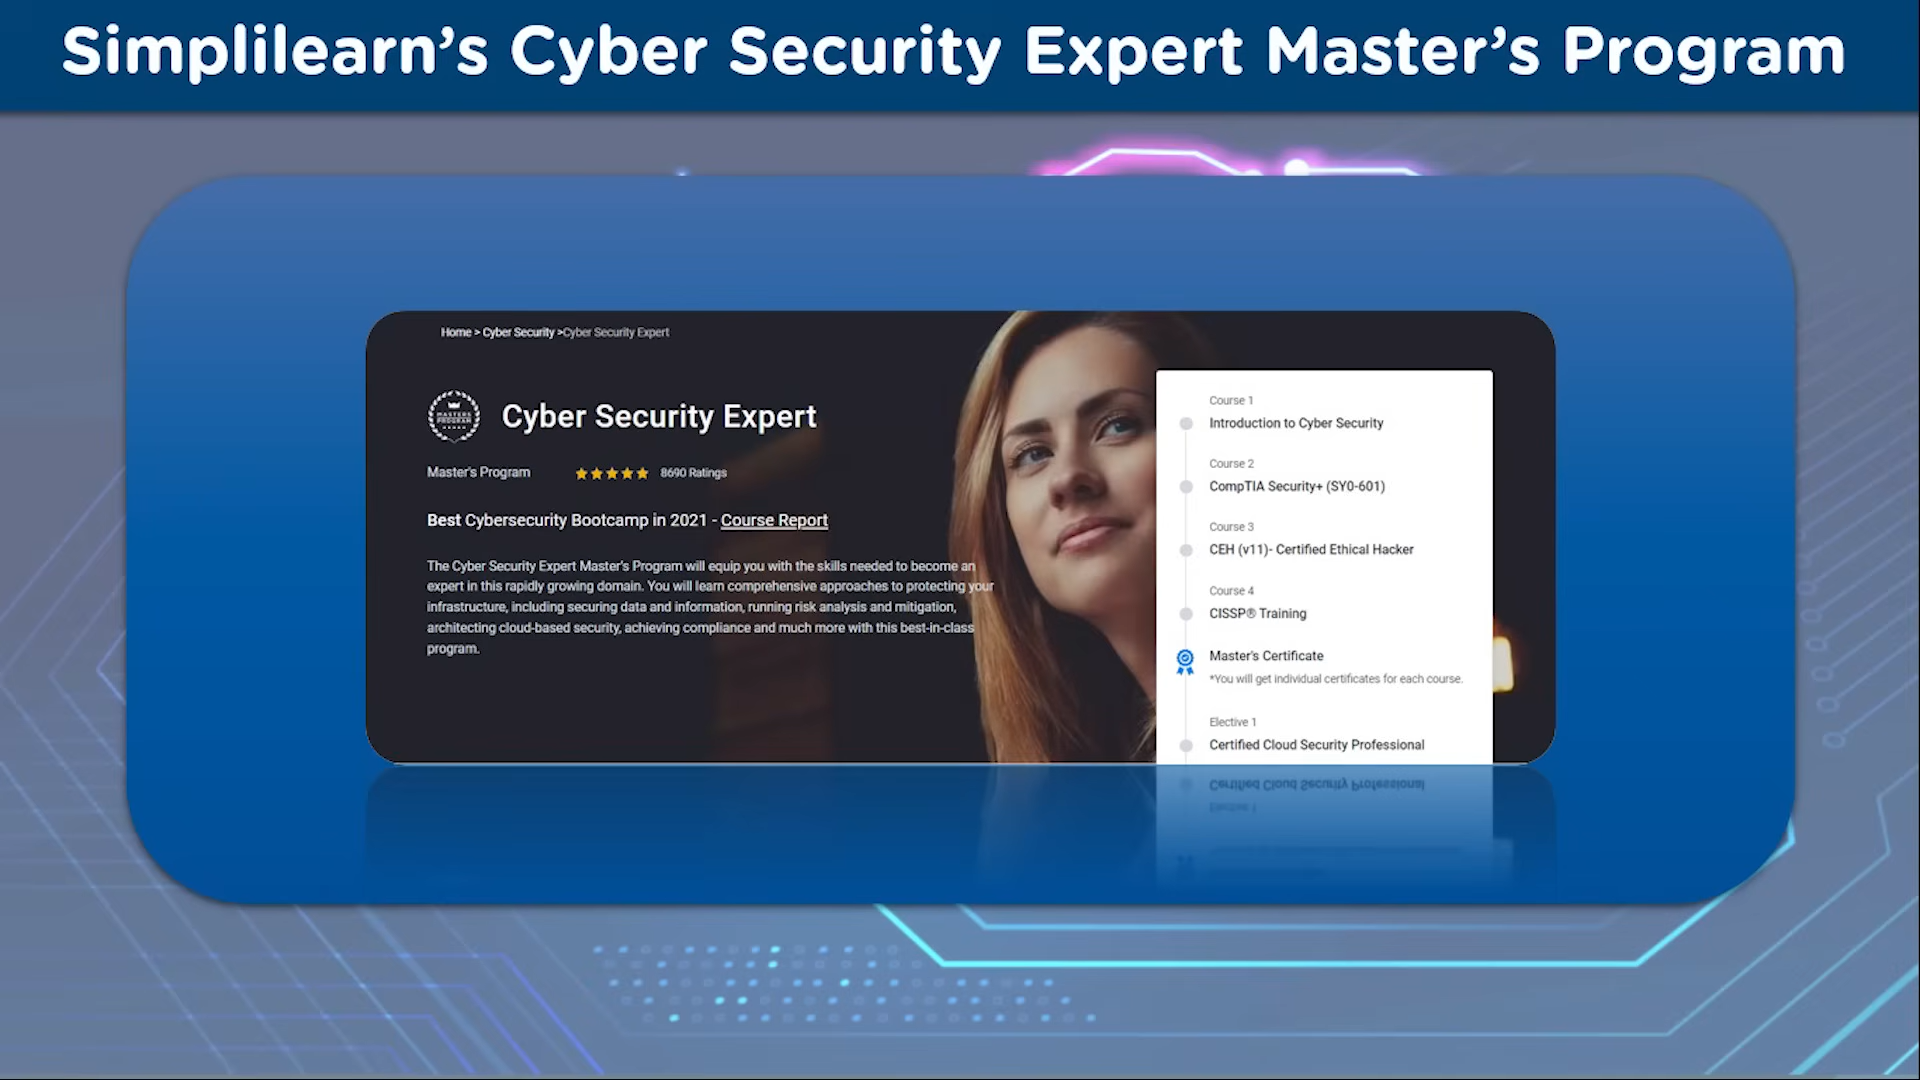 Simplilearn's Cyber Security Expert Master's Program
Home > Cyber Security >Cyber Security Expert
MASTERS
PROGRAM
Cyber Security Expert
Master's Program
8690 Ratings
Best Cybersecurity Bootcamp in 2021 - Course Report
The Cyber Security Expert Master's Program will equip you with the skills needed to become an
expert in this rapidly growing domain. You will learn comprehensive approaches to protecting your
infrastructure, including securing data and information, running risk analysis and mitigation,
architecting cloud-based security, achieving compliance and much more with this best-in-class
program.
Course 1
Introduction to Cyber Security
Course 2
CompTIA Security+ (SY0-601)
Course 3
CEH (v11)- Certified Ethical Hacker
Course 4
CISSP® Training
Master's Certificate
*You will get individual certificates for each course.
Elective 1
Certified Cloud Security Professional